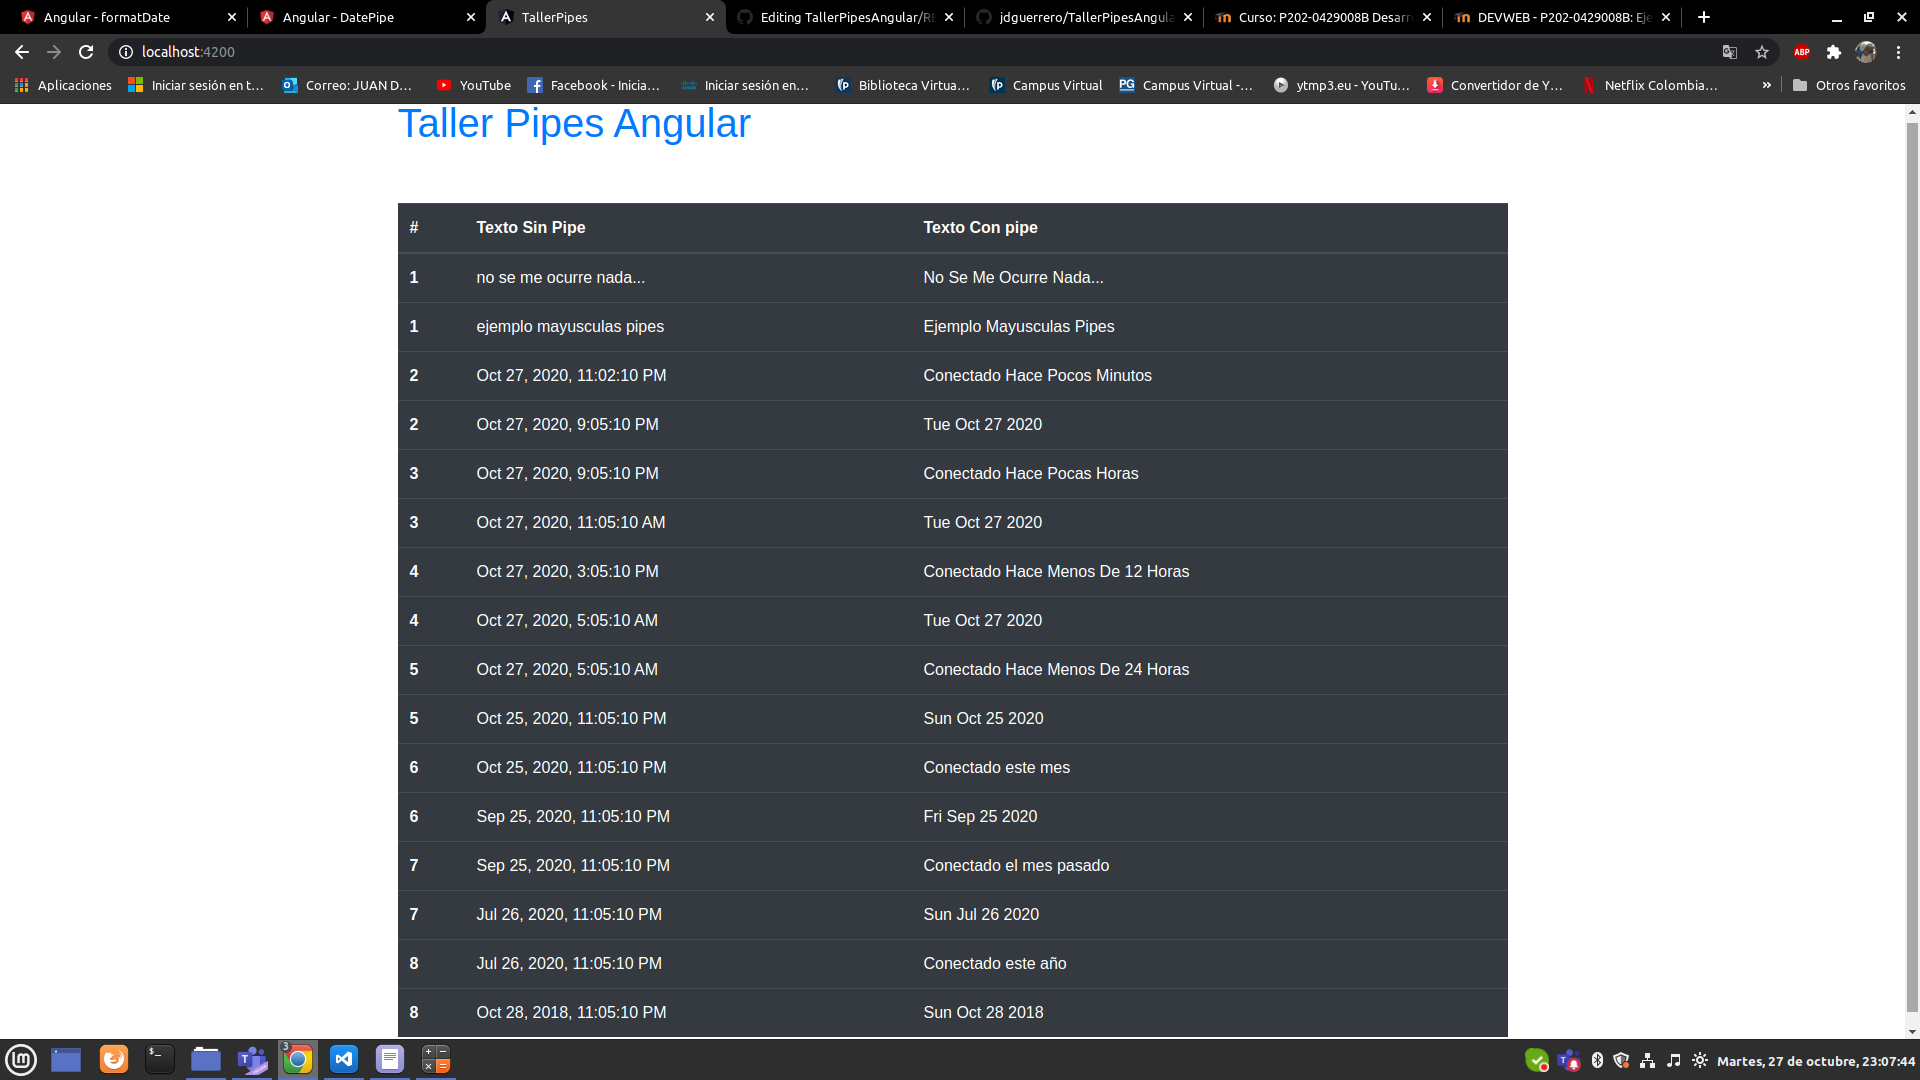 Angular - formatDate
Angular - DatePipe
TallerPipes
Editing TallerPipesAngular/RE
jdguerrero/TallerPipesAngula
Curso: P202-0429008B Desarr
DEVWEB - P202-0429008B: Eje
localhost:4200
ABP
Aplicaciones
Iniciar sesión en t...
Correo: JUAN D...
YouTube
Facebook - Inicia...
Iniciar sesión en...
Biblioteca Virtua...
Campus Virtual
PG Campus Virtual -...
ytmp3.eu - YouTu...
Convertidor de Y...
Netflix Colombia...
»
Otros favoritos
Taller Pipes Angular
# Texto Sin Pipe Texto Con pipe
1 no se me ocurre nada... No Se Me Ocurre Nada...
1 ejemplo mayusculas pipes Ejemplo Mayusculas Pipes
2 Oct 27, 2020, 11:02:10 PM Conectado Hace Pocos Minutos
2 Oct 27, 2020, 9:05:10 PM Tue Oct 27 2020
3 Oct 27, 2020, 9:05:10 PM Conectado Hace Pocas Horas
3 Oct 27, 2020, 11:05:10 AM Tue Oct 27 2020
4 Oct 27, 2020, 3:05:10 PM Conectado Hace Menos De 12 Horas
4 Oct 27, 2020, 5:05:10 AM Tue Oct 27 2020
5 Oct 27, 2020, 5:05:10 AM Conectado Hace Menos De 24 Horas
5 Oct 25, 2020, 11:05:10 PM Sun Oct 25 2020
6 Oct 25, 2020, 11:05:10 PM Conectado este mes
6 Sep 25, 2020, 11:05:10 PM Fri Sep 25 2020
7 Sep 25, 2020, 11:05:10 PM Conectado el mes pasado
7 Jul 26, 2020, 11:05:10 PM Sun Jul 26 2020
8 Jul 26, 2020, 11:05:10 PM Conectado este año
8 Oct 28, 2018, 11:05:10 PM Sun Oct 28 2018
3
Martes, 27 de octubre, 23:07:44